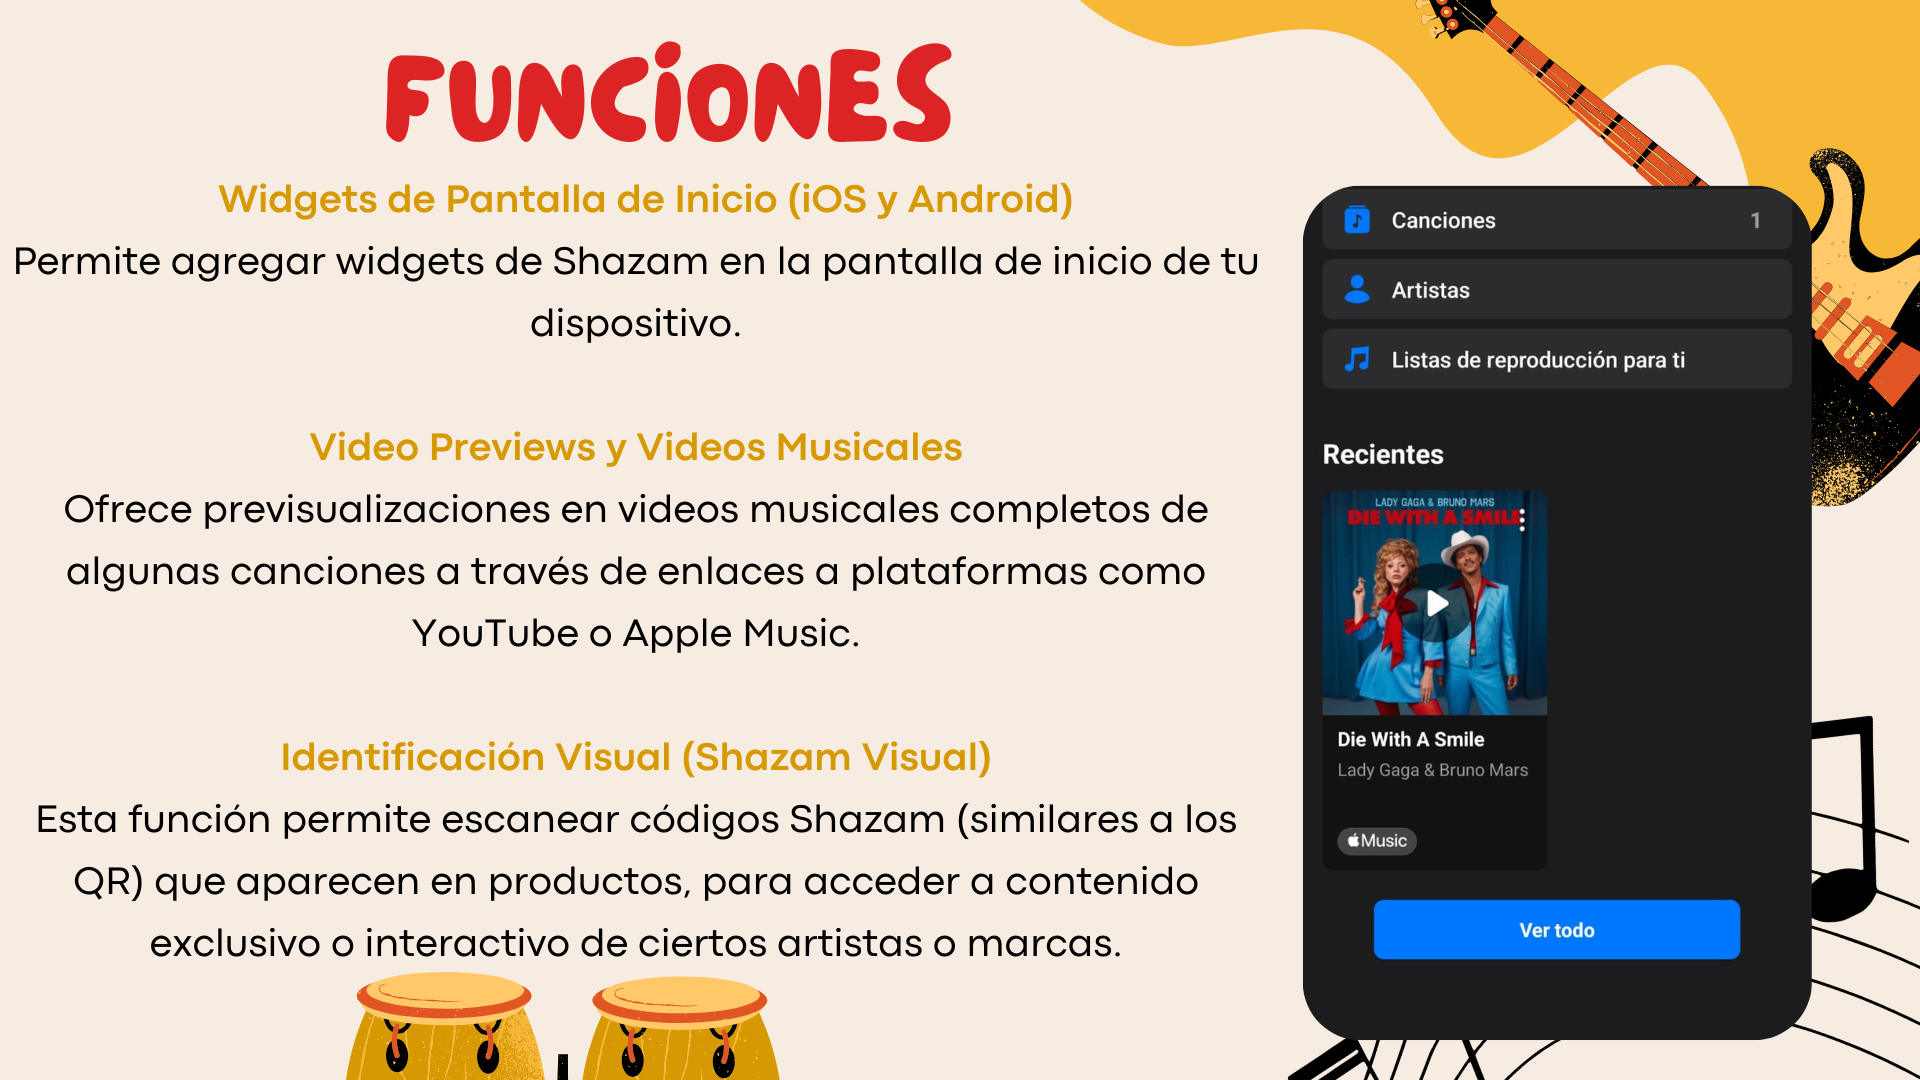 FUNCiONES
Widgets de Pantalla de Inicio (iOS y Android)
Permite agregar widgets de Shazam en la pantalla de inicio de tu
dispositivo.
Video Previews y Videos Musicales
Ofrece previsualizaciones en videos musicales completos de
algunas canciones a través de enlaces a plataformas como
YouTube o Apple Music.
Identificación Visual (Shazam Visual)
Esta función permite escanear códigos Shazam (similares a los
QR) que aparecen en productos, para acceder a contenido
exclusivo o interactivo de ciertos artistas o marcas.
Canciones 1
Artistas
Listas de reproducción para ti
Recientes
LADY GAGA & BRUNO MARS
DIE WITH A SMILE
Die With A Smile
Lady Gaga & Bruno Mars
Music
Ver todo